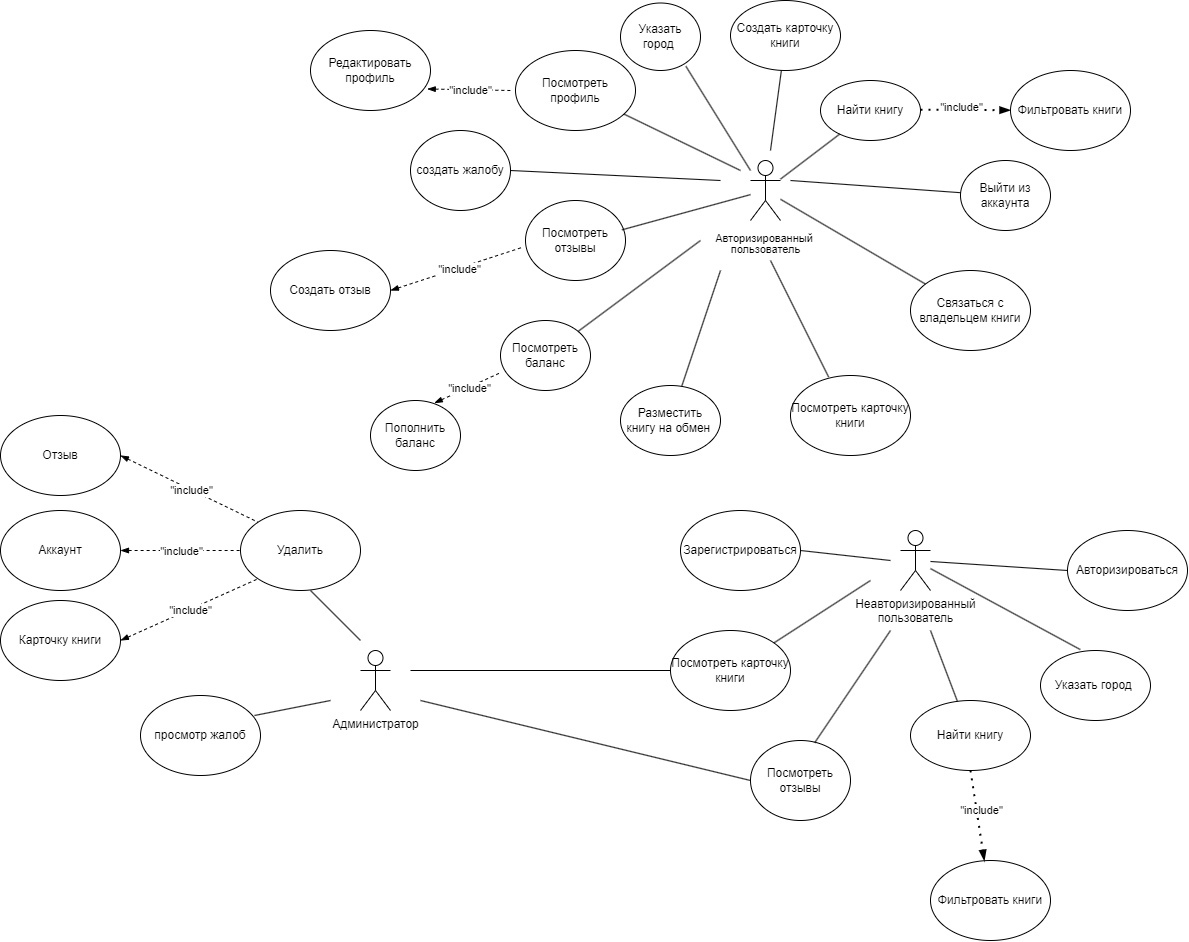 Указать
город
Создать карточку
книги
Редактировать
профиль
"include"
Посмотреть
профиль
Найти книгу
"include"
Фильтровать книги
создать жалобу
Выйти из
аккаунта
Посмотреть
отзывы
Авторизированный
пользователь
"include"
Создать отзыв
Связаться с
владельцем книги
Посмотреть
баланс
"include"
Пополнить
баланс
Разместить
книгу на обмен
Посмотреть карточку
книги
Отзыв
"include"
Аккаунт
"include"
Удалить
Карточку книги
"include"
Зарегистрироваться
Авторизироваться
Неавторизированный
пользователь
Посмотреть карточку
книги
Указать город
Администратор
просмотр жалоб
Найти книгу
Посмотреть
отзывы
"include"
Фильтровать книги